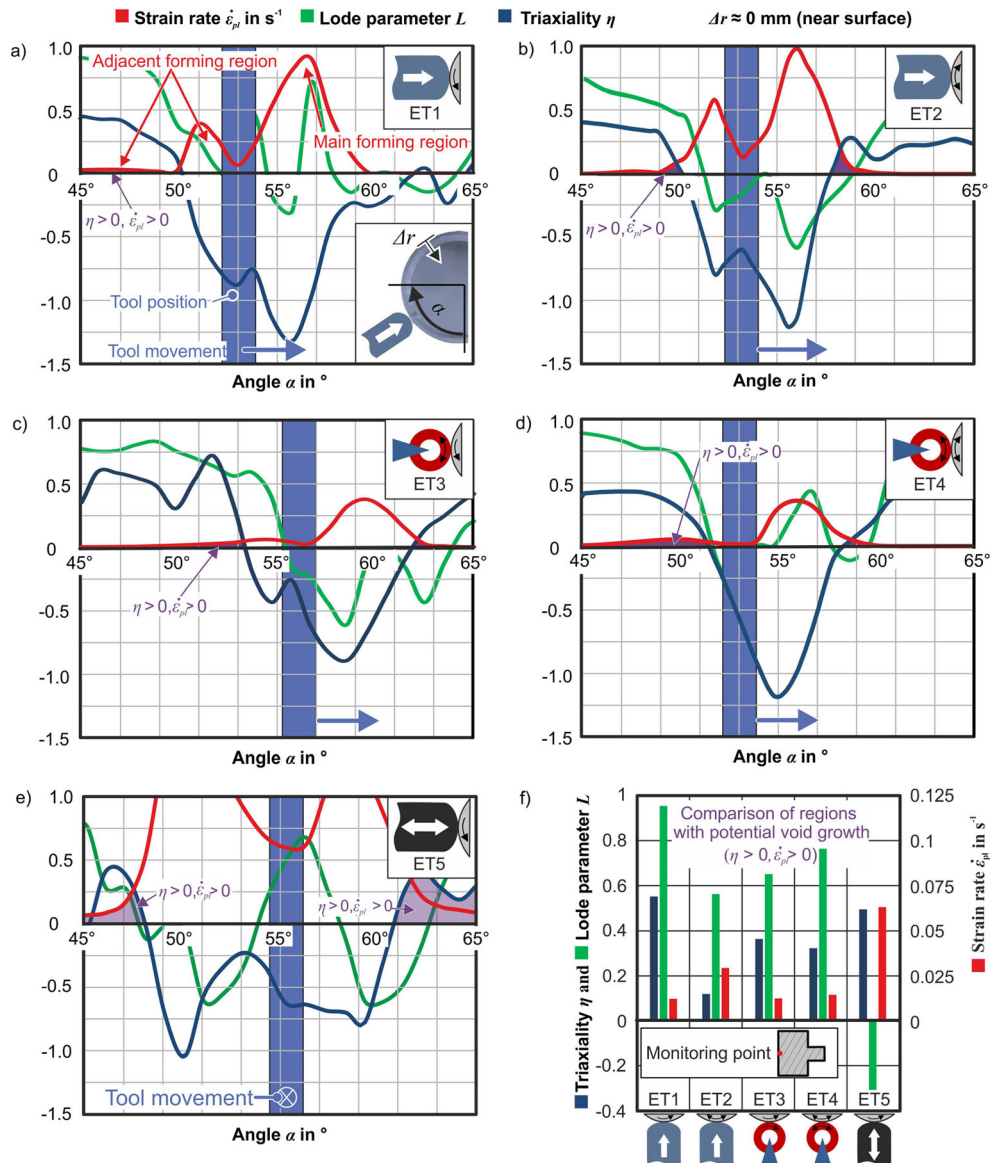 Strain rate ε̇pl in s⁻¹ Lode parameter L Triaxiality η Δr ≈ 0 mm (near surface)
a)
1.0
0.5
0
-0.5
-1.0
-1.5
Adjacent forming region
Main forming region
ET1
45° 50° 55° 60° 65°
η > 0, ε̇pl > 0
Δr
α
Tool position
Tool movement
Angle α in °
b)
1.0
0.5
0
-0.5
-1.0
-1.5
ET2
45° 50° 55° 60° 65°
η > 0, ε̇pl > 0
Angle α in °
c)
1.0
0.5
0
-0.5
-1.0
-1.5
ET3
45° 50° 55° 60° 65°
η > 0, ε̇pl > 0
Angle α in °
d)
1.0
0.5
0
-0.5
-1.0
-1.5
η > 0, ε̇pl > 0
ET4
45° 50° 55° 60° 65°
Angle α in °
e)
1.0
0.5
0
-0.5
-1.0
-1.5
ET5
η > 0, ε̇pl > 0
η > 0, ε̇pl > 0
45° 50° 55° 60° 65°
Tool movement
Angle α in °
f)
Triaxiality η and Lode parameter L
1
0.8
0.6
0.4
0.2
0
-0.2
-0.4
Comparison of regions
with potential void growth
(η > 0, ε̇pl > 0)
0.125
0.1
0.075
0.05
0.025
0
Strain rate ε̇pl in s⁻¹
Monitoring point
ET1 ET2 ET3 ET4 ET5